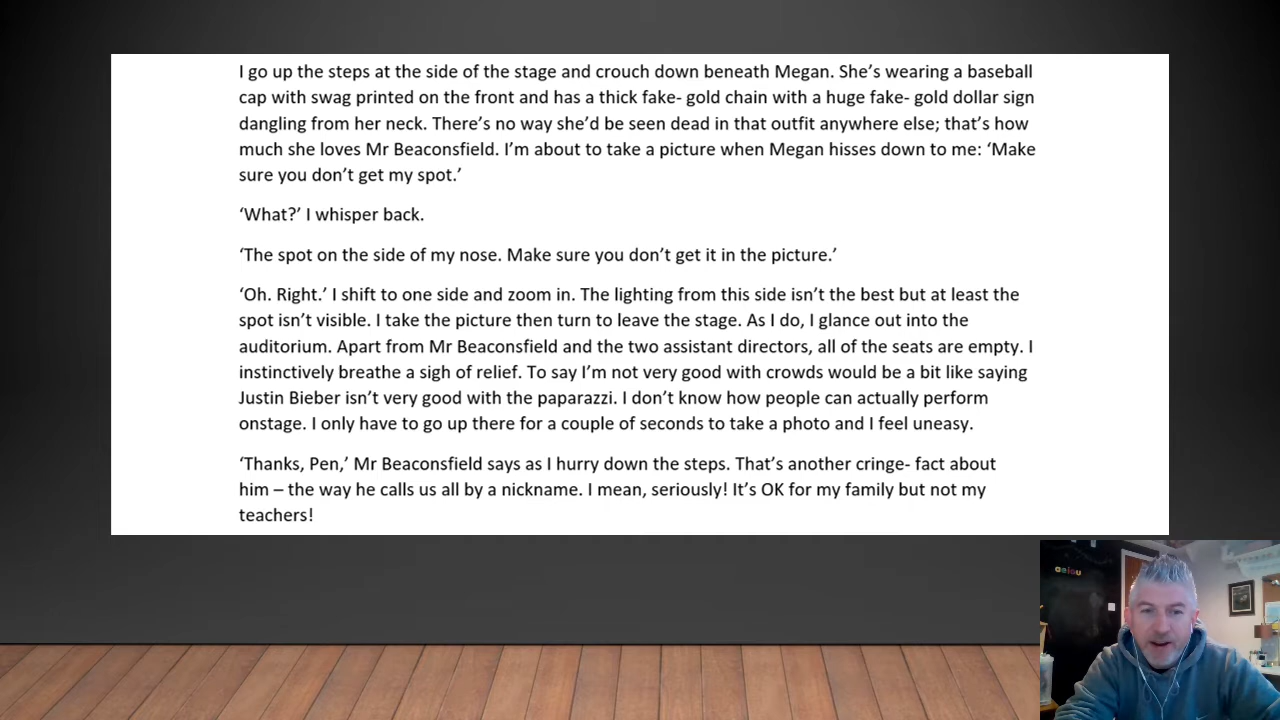 I go up the steps at the side of the stage and crouch down beneath Megan. She’s wearing a baseball
cap with swag printed on the front and has a thick fake- gold chain with a huge fake- gold dollar sign
dangling from her neck. There’s no way she’d be seen dead in that outfit anywhere else; that’s how
much she loves Mr Beaconsfield. I’m about to take a picture when Megan hisses down to me: ‘Make
sure you don’t get my spot.’
‘What?’ I whisper back.
‘The spot on the side of my nose. Make sure you don’t get it in the picture.’
‘Oh. Right.’ I shift to one side and zoom in. The lighting from this side isn’t the best but at least the
spot isn’t visible. I take the picture then turn to leave the stage. As I do, I glance out into the
auditorium. Apart from Mr Beaconsfield and the two assistant directors, all of the seats are empty. I
instinctively breathe a sigh of relief. To say I’m not very good with crowds would be a bit like saying
Justin Bieber isn’t very good with the paparazzi. I don’t know how people can actually perform
onstage. I only have to go up there for a couple of seconds to take a photo and I feel uneasy.
‘Thanks, Pen,’ Mr Beaconsfield says as I hurry down the steps. That’s another cringe- fact about
him – the way he calls us all by a nickname. I mean, seriously! It’s OK for my family but not my
teachers!
aeiou